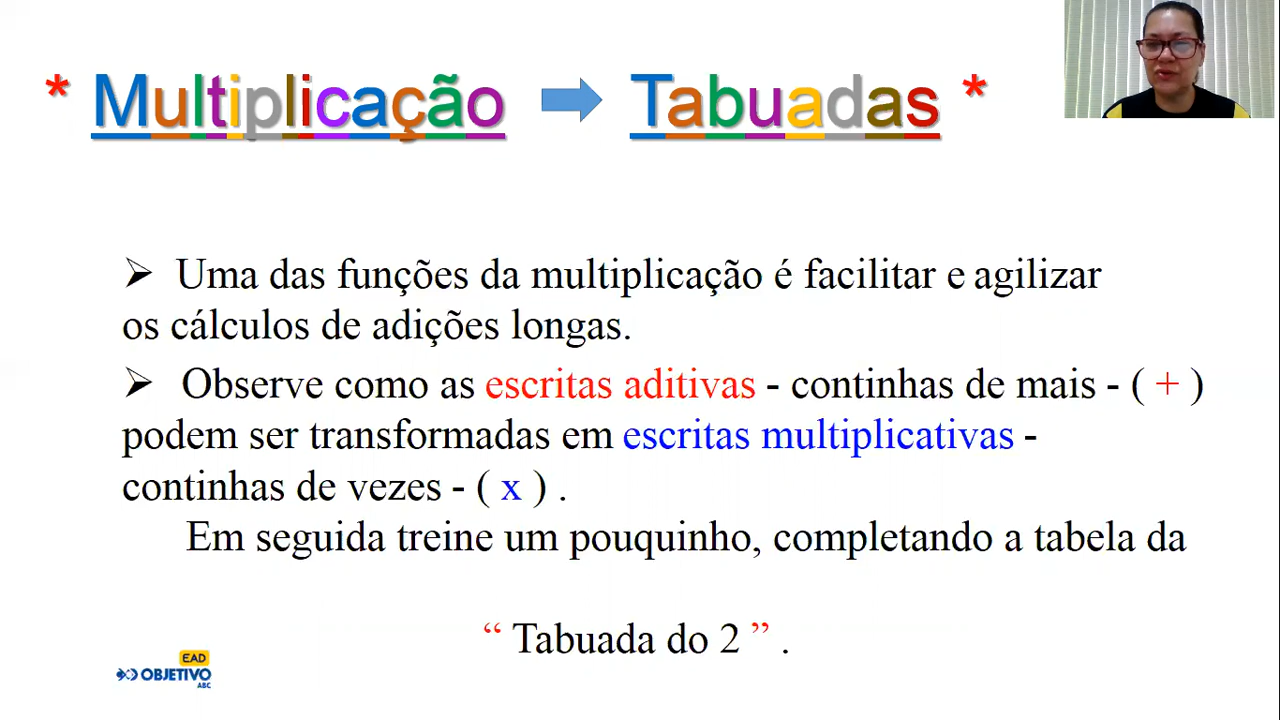 * Multiplicação Tabuadas *
➢ Uma das funções da multiplicação é facilitar e agilizar
os cálculos de adições longas.
➢ Observe como as escritas aditivas - continhas de mais - ( + )
podem ser transformadas em escritas multiplicativas -
continhas de vezes - ( x ) .
Em seguida treine um pouquinho, completando a tabela da
“ Tabuada do 2 ” .
EAD
OBJETIVO
ABC